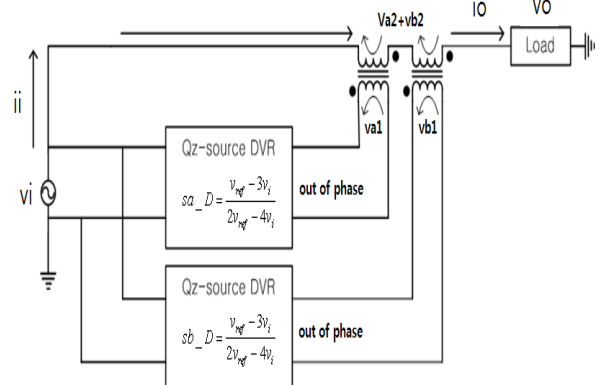 Va2+vb2
IO
VO
Load
ii
va1
vb1
Qz-source DVR
sa_D = (v_ref − 3v_i) / (2v_ref − 4v_i)
out of phase
vi
Qz-source DVR
sb_D = (v_ref − 3v_i) / (2v_ref − 4v_i)
out of phase